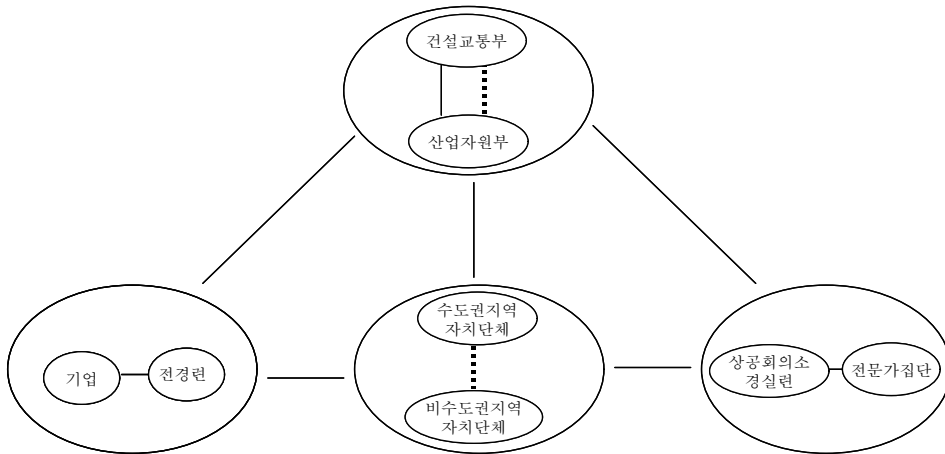 건설교통부
산업자원부
기업
전경련
수도권지역
자치단체
비수도권지역
자치단체
상공회의소
경실련
전문가집단